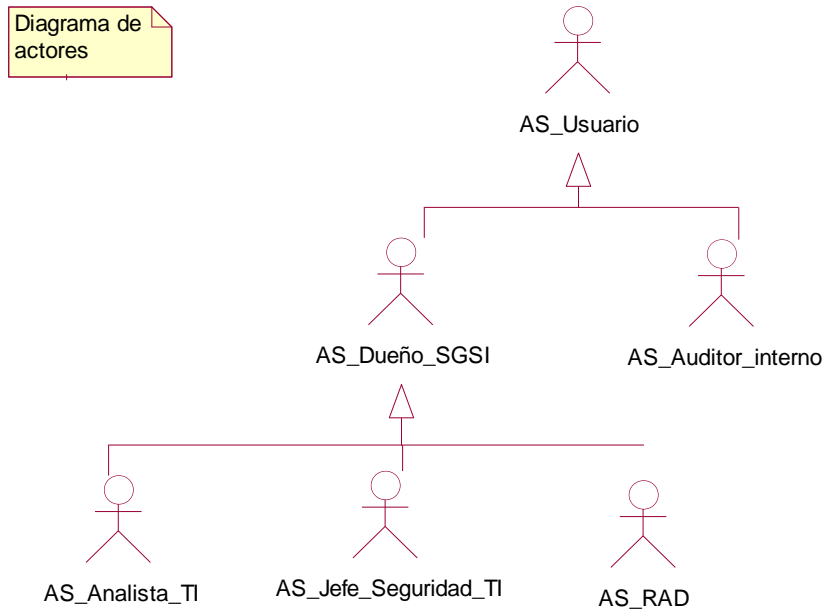 Diagrama de
actores
AS_Usuario
AS_Dueño_SGSI
AS_Auditor_interno
AS_Analista_TI
AS_Jefe_Seguridad_TI
AS_RAD